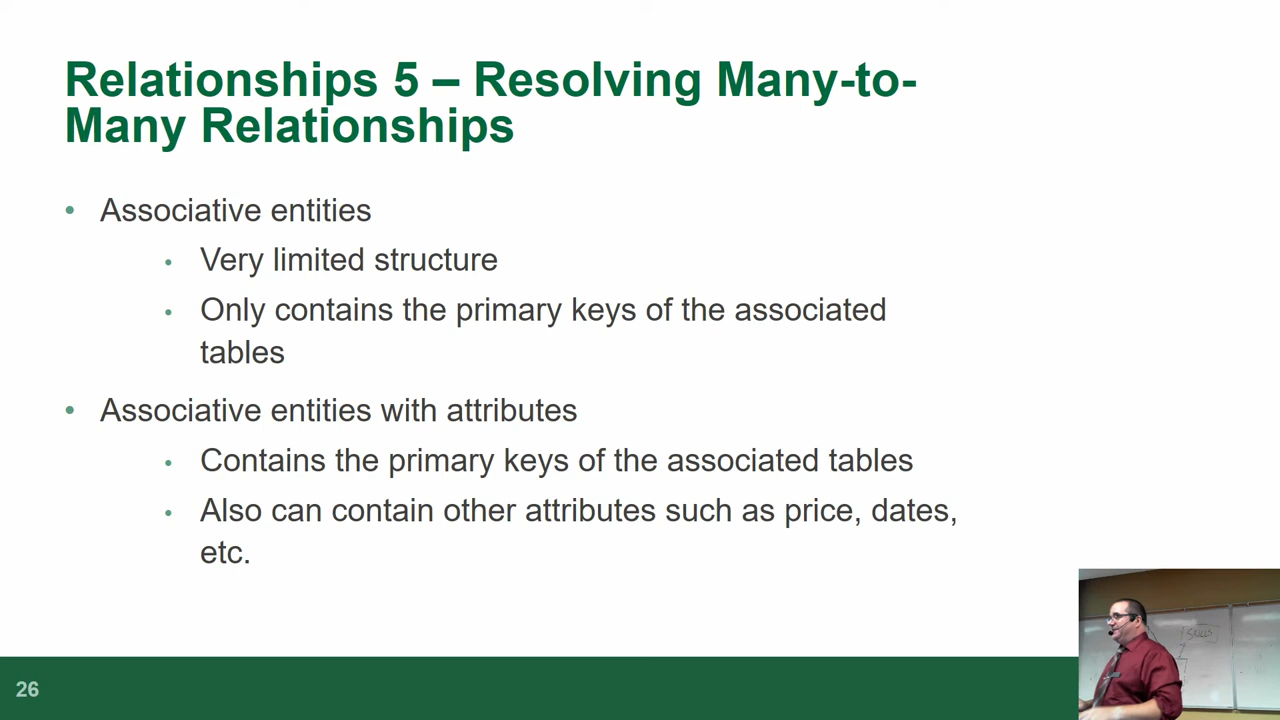 Relationships 5 – Resolving Many-to-
Many Relationships
• Associative entities
• Very limited structure
• Only contains the primary keys of the associated
tables
• Associative entities with attributes
• Contains the primary keys of the associated tables
• Also can contain other attributes such as price, dates,
etc.
26